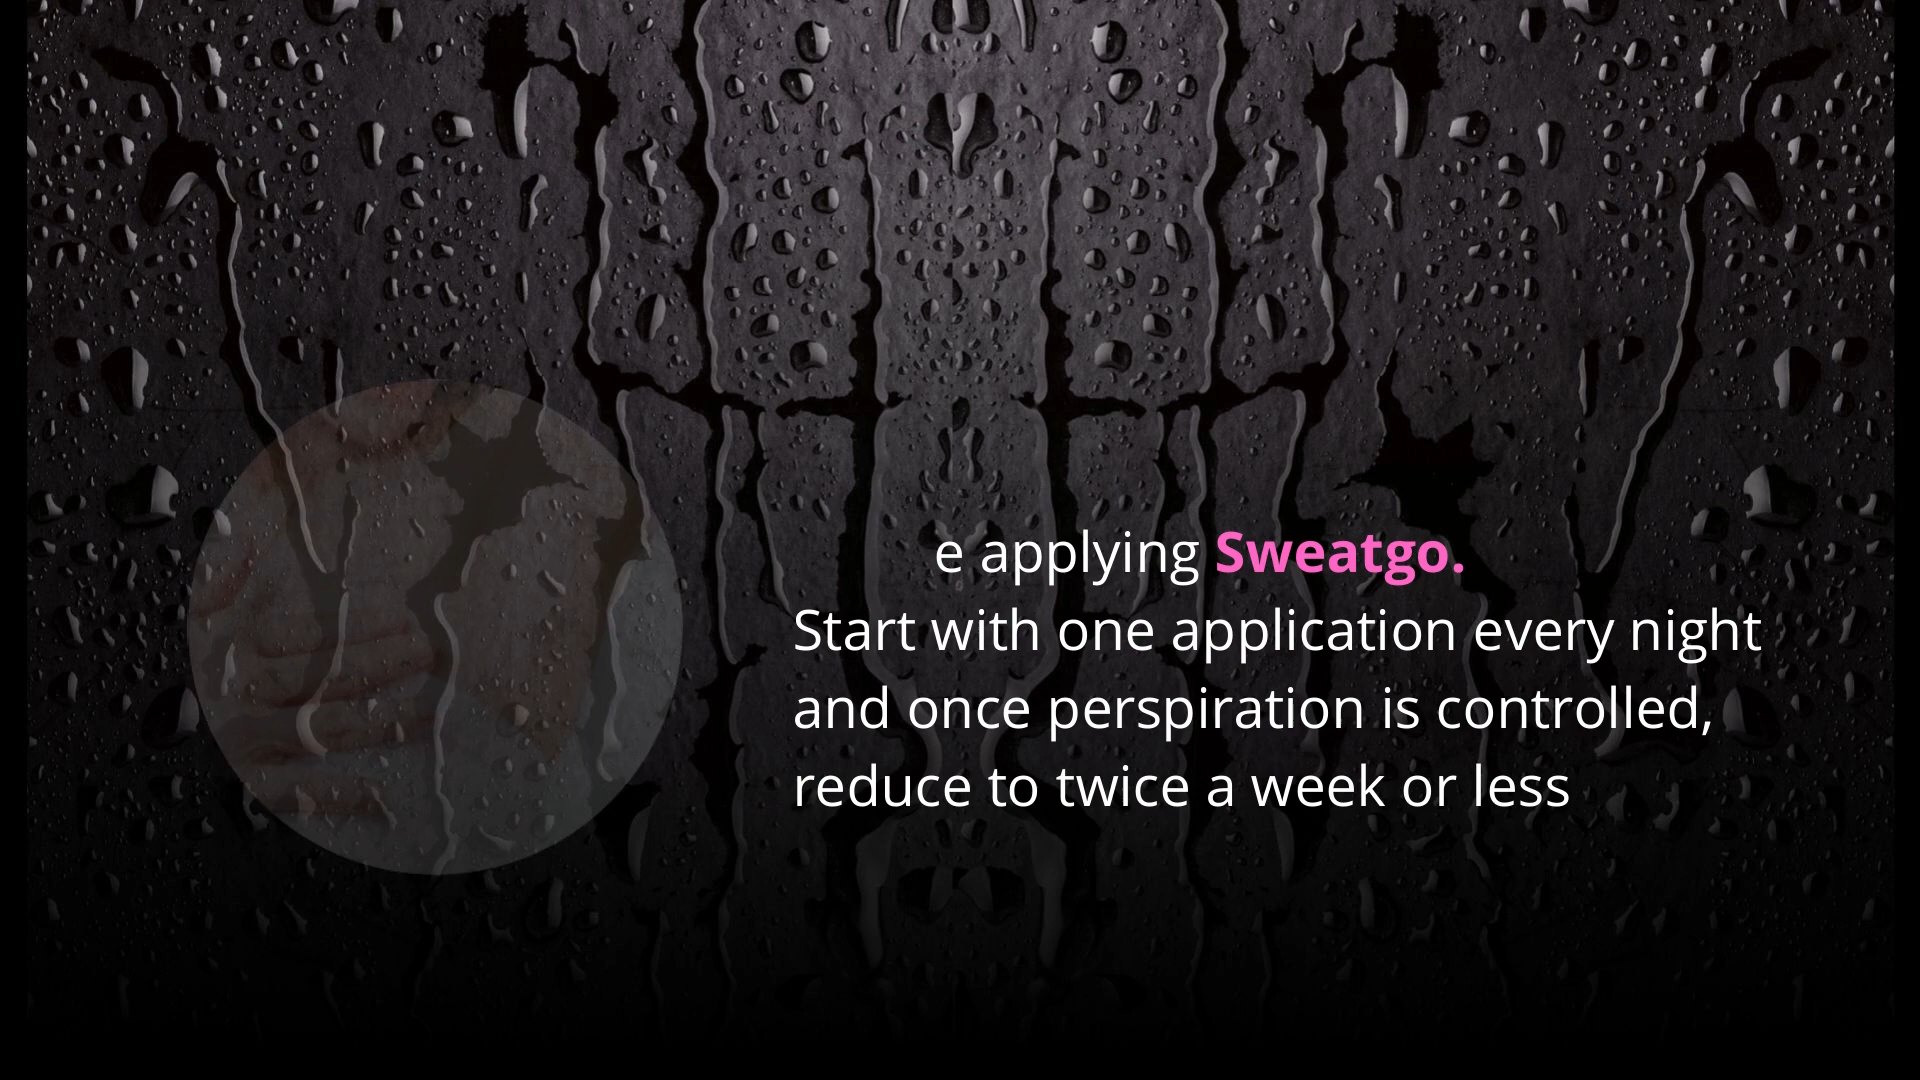 e applying Sweatgo.
Start with one application every night
and once perspiration is controlled,
reduce to twice a week or less